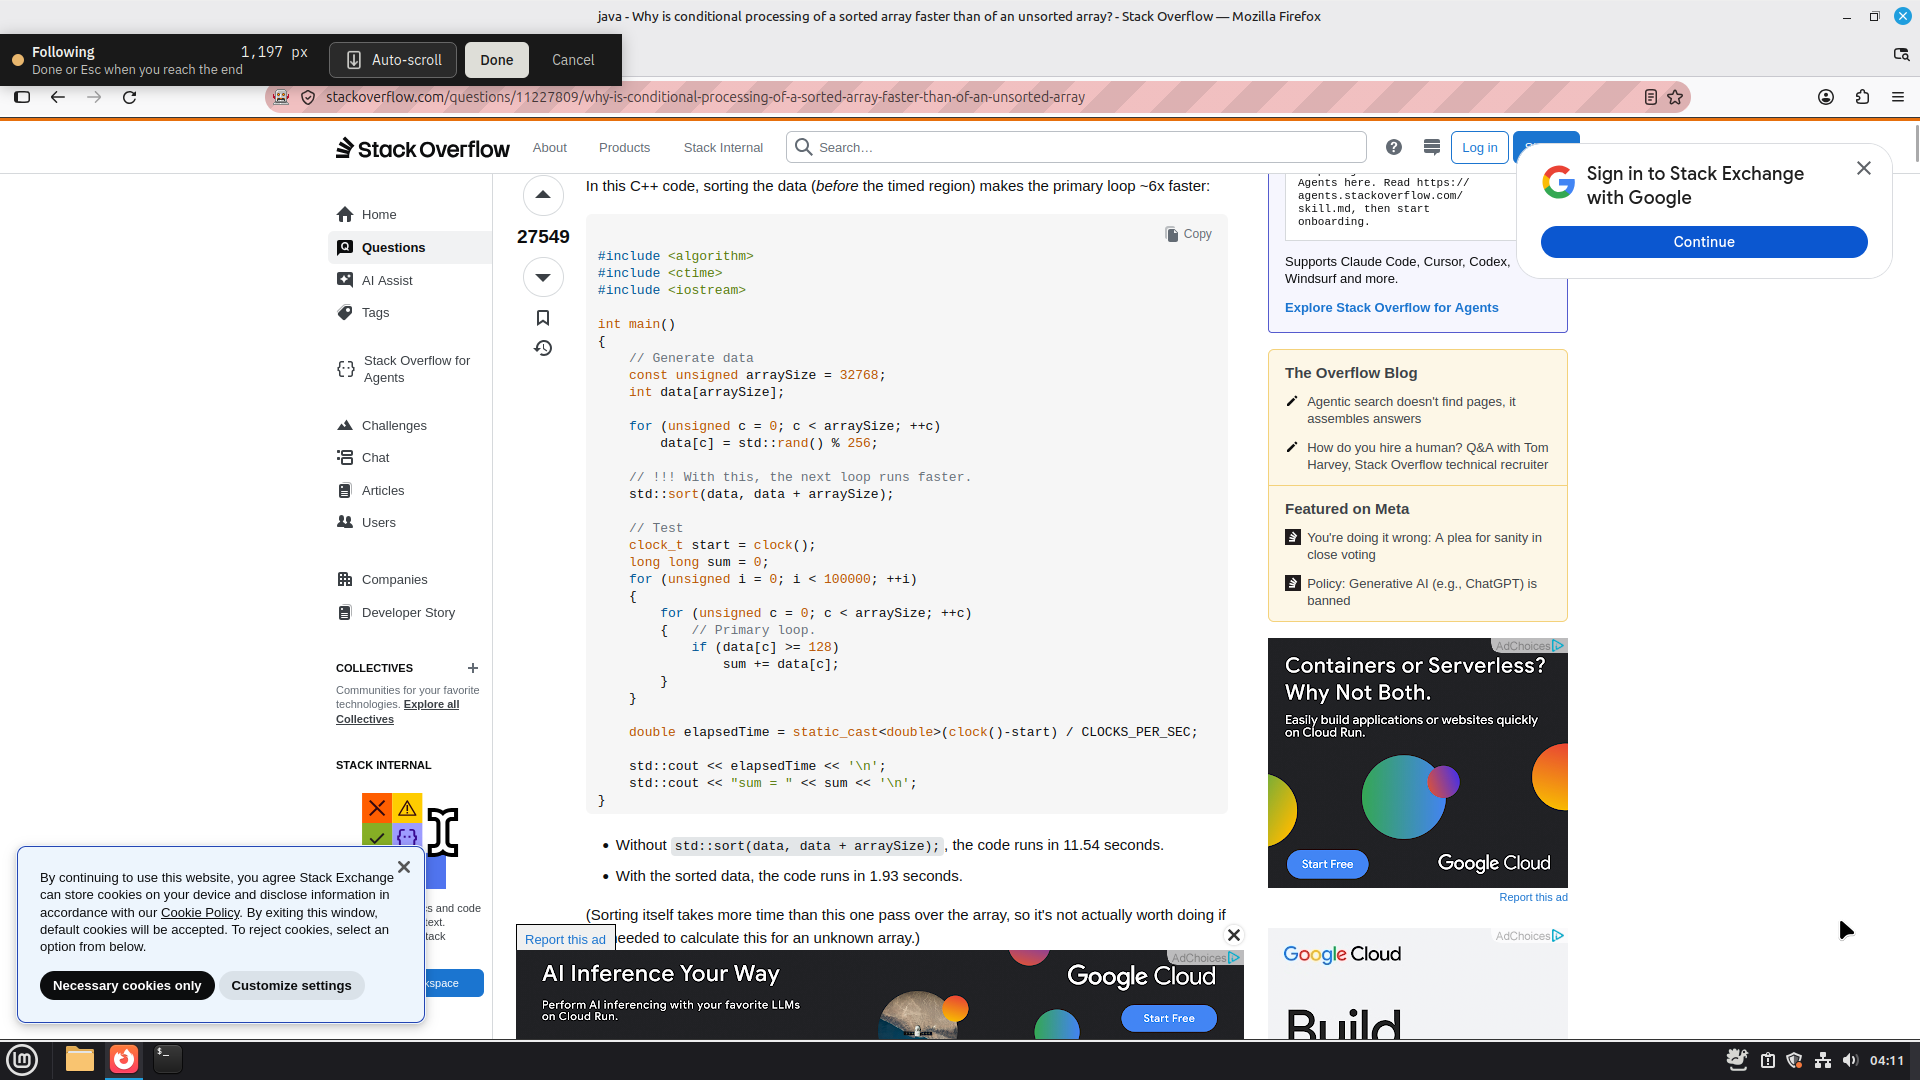 java - Why is conditional processing of a sorted array faster than of an unsorted array? - Stack Overflow — Mozilla Firefox
Following
Done or Esc when you reach the end
1,197 px
Auto-scroll
Done
Cancel
stackoverflow.com/questions/11227809/why-is-conditional-processing-of-a-sorted-array-faster-than-of-an-unsorted-array
Stack Overflow
About
Products
Stack Internal
Search…
Log in
Sign in to Stack Exchange
with Google
Continue
Home
Questions
AI Assist
Tags
Stack Overflow for
Agents
Challenges
Chat
Articles
Users
Companies
Developer Story
COLLECTIVES
Communities for your favorite
technologies. Explore all
Collectives
STACK INTERNAL
s and code
text.
tack
kspace
By continuing to use this website, you agree Stack Exchange
can store cookies on your device and disclose information in
accordance with our Cookie Policy. By exiting this window,
default cookies will be accepted. To reject cookies, select an
option from below.
Necessary cookies only
Customize settings
27549
In this C++ code, sorting the data (before the timed region) makes the primary loop ~6x faster:
Copy
#include <algorithm>
#include <ctime>
#include <iostream>
int main()
{
    // Generate data
    const unsigned arraySize = 32768;
    int data[arraySize];
    for (unsigned c = 0; c < arraySize; ++c)
        data[c] = std::rand() % 256;
    // !!! With this, the next loop runs faster.
    std::sort(data, data + arraySize);
    // Test
    clock_t start = clock();
    long long sum = 0;
    for (unsigned i = 0; i < 100000; ++i)
    {
        for (unsigned c = 0; c < arraySize; ++c)
        {   // Primary loop.
            if (data[c] >= 128)
                sum += data[c];
        }
    }
    double elapsedTime = static_cast<double>(clock()-start) / CLOCKS_PER_SEC;
    std::cout << elapsedTime << '\n';
    std::cout << "sum = " << sum << '\n';
}
• Without std::sort(data, data + arraySize);, the code runs in 11.54 seconds.
• With the sorted data, the code runs in 1.93 seconds.
(Sorting itself takes more time than this one pass over the array, so it's not actually worth doing if
needed to calculate this for an unknown array.)
Report this ad
AdChoices
AI Inference Your Way
Perform AI inferencing with your favorite LLMs
on Cloud Run.
Google Cloud
Start Free
Agents here. Read https://
agents.stackoverflow.com/
skill.md, then start
onboarding.
Supports Claude Code, Cursor, Codex,
Windsurf and more.
Explore Stack Overflow for Agents
The Overflow Blog
Agentic search doesn't find pages, it
assembles answers
How do you hire a human? Q&A with Tom
Harvey, Stack Overflow technical recruiter
Featured on Meta
You're doing it wrong: A plea for sanity in
close voting
Policy: Generative AI (e.g., ChatGPT) is
banned
AdChoices
Containers or Serverless?
Why Not Both.
Easily build applications or websites quickly
on Cloud Run.
Start Free
Google Cloud
Report this ad
AdChoices
Google Cloud
Build
04:11